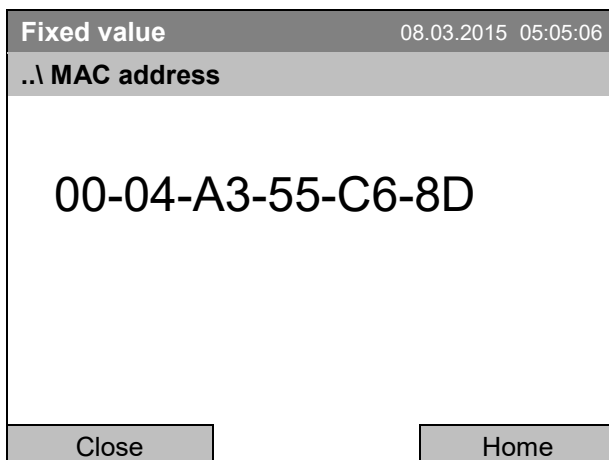 Fixed value 08.03.2015 05:05:06
..\ MAC address
00-04-A3-55-C6-8D
Close Home